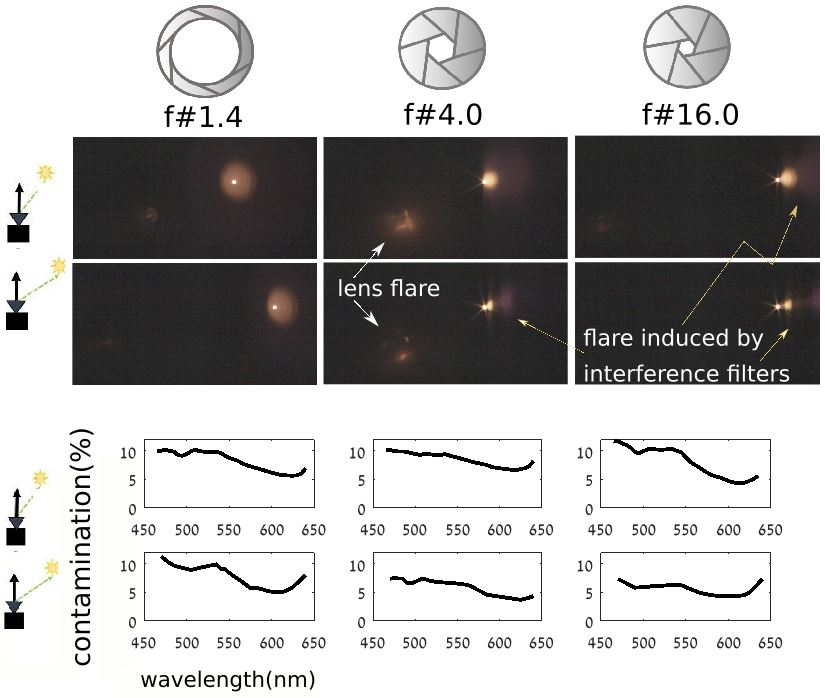 f#1.4 f#4.0 f#16.0
lens flare
flare induced by
interference filters
contamination(%)
10 10 10
5 5 5
0 0 0
450 500 550 600 650 450 500 550 600 650 450 500 550 600 650
10 10 10
5 5 5
0 0 0
450 500 550 600 650 450 500 550 600 650 450 500 550 600 650
wavelength(nm)